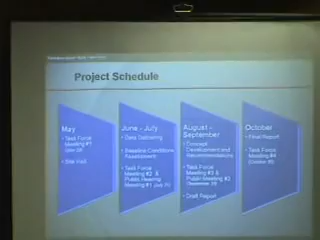 Project Schedule
May
• Task Force
Meeting #1
• Site Visit
June - July
• Data Gathering
• Baseline Conditions
Assessment
• Task Force
Meeting # 2 &
Public Hearing
Meeting #1
August -
September
• Concept
Development and
Recommendations
• Task Force
Meeting # 3 &
Public Meeting #2
• Draft Report
October
• Final Report
• Task Force
Meeting #4